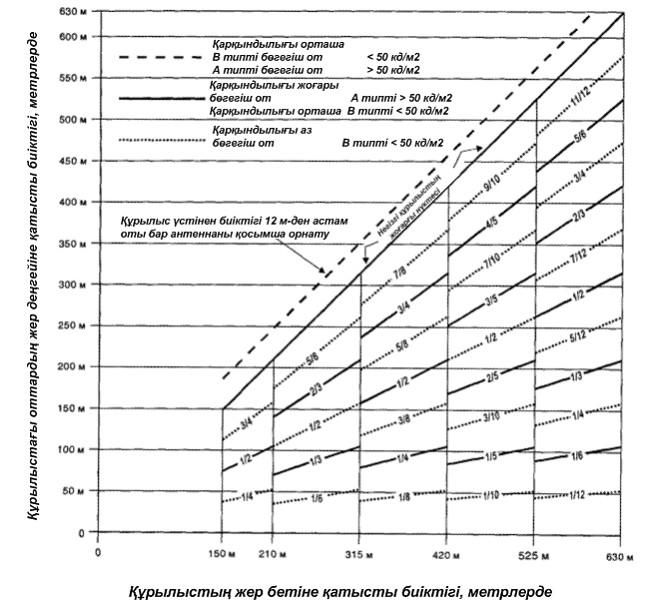 Құрылыстағы оттардың жер деңгейіне қатысты биіктігі, метрлерде
630 м
600 м
550 м
500 м
450 м
400 м
350 м
300 м
250 м
200 м
150 м
100 м
50 м
0
Қарқындылығы орташа
В типті бөгегіш от < 50 кд/м2
А типті бөгегіш от > 50 кд/м2
Қарқындылығы жоғары
бөгегіш от А типті > 50 кд/м2
Қарқындылығы орташа В типті < 50 кд/м2
Қарқындылығы аз
бөгегіш от В типті < 50 кд/м2
Құрылыс үстінен биіктігі 12 м-ден астам
оты бар антеннаны қосымша орнату
Негізгі құрылыстың
жоғарғы нүктесі
3/4
1/2
1/4
5/6
2/3
1/2
1/3
1/6
7/8
3/4
5/8
1/2
3/8
1/4
1/8
9/10
4/5
7/10
3/5
1/2
2/5
3/10
1/5
1/10
11/12
5/6
3/4
2/3
7/12
1/2
5/12
1/3
1/4
1/6
1/12
0
150 м
210 м
315 м
420 м
525 м
630 м
Құрылыстың жер бетіне қатысты биіктігі, метрлерде